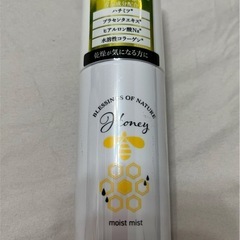 ハチミツ*
プラセンタエキス*
ヒアルロン酸Na*
水溶性コラーゲン*
乾燥が気になる方に
BLESSINGS OF NATURE
Honey
moist mist